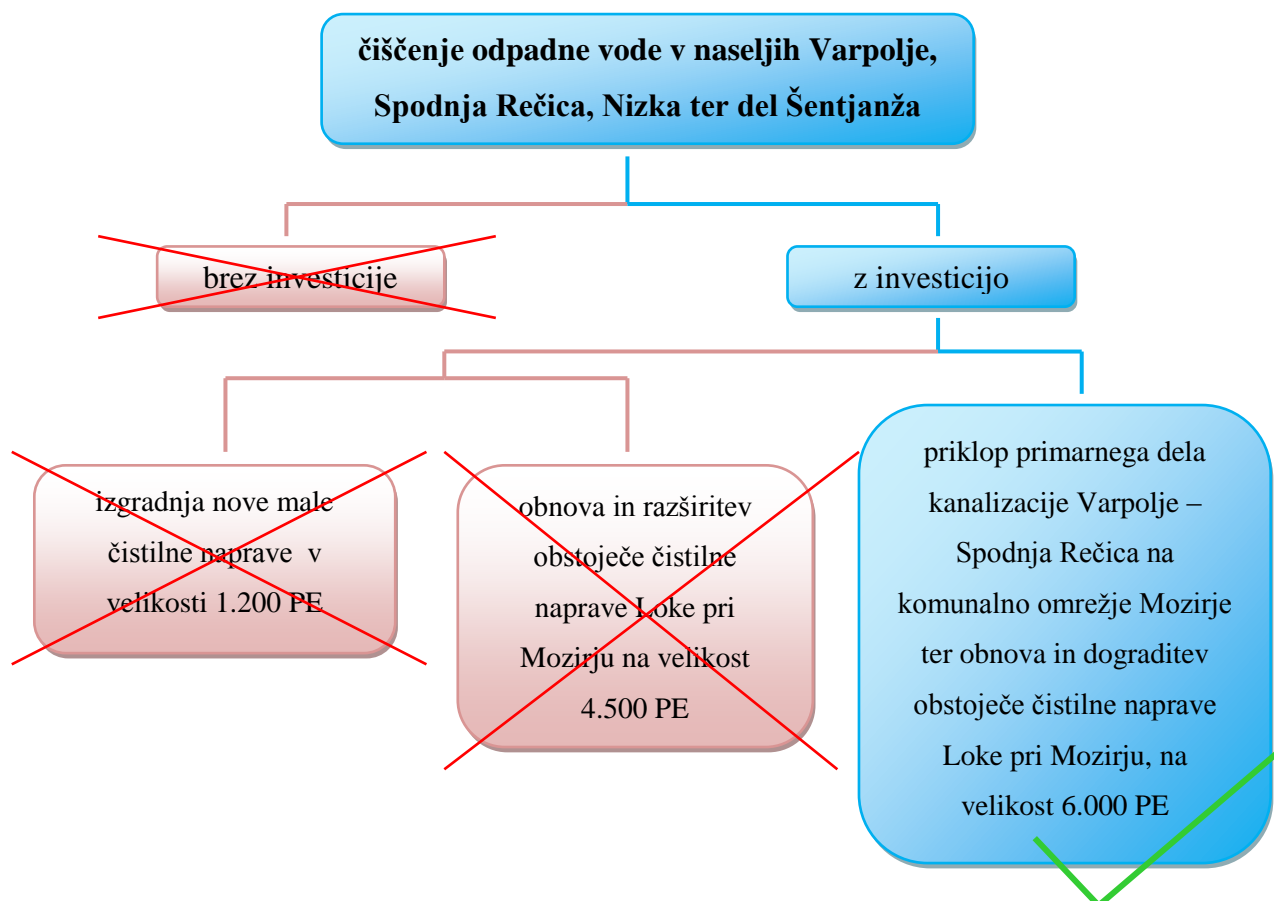 čiščenje odpadne vode v naseljih Varpolje,
Spodnja Rečica, Nizka ter del Šentjanža
brez investicije
z investicijo
izgradnja nove male
čistilne naprave v
velikosti 1.200 PE
obnova in razširitev
obstoječe čistilne
naprave Loke pri
Mozirju na velikost
4.500 PE
priklop primarnega dela
kanalizacije Varpolje –
Spodnja Rečica na
komunalno omrežje Mozirje
ter obnova in dograditev
obstoječe čistilne naprave
Loke pri Mozirju, na
velikost 6.000 PE